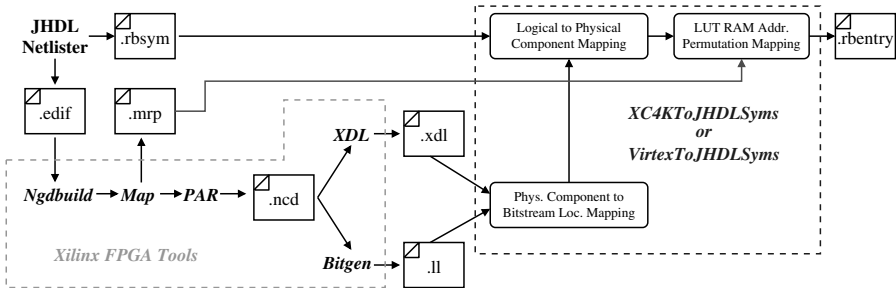 JHDL
Netlister
.rbsym
Logical to Physical
Component Mapping
LUT RAM Addr.
Permutation Mapping
.rbentry
.edif
.mrp
XDL
.xdl
XC4KToJHDLSyms
or
VirtexToJHDLSyms
Ngdbuild
Map
PAR
.ncd
Phys. Component to
Bitstream Loc. Mapping
Xilinx FPGA Tools
Bitgen
.ll